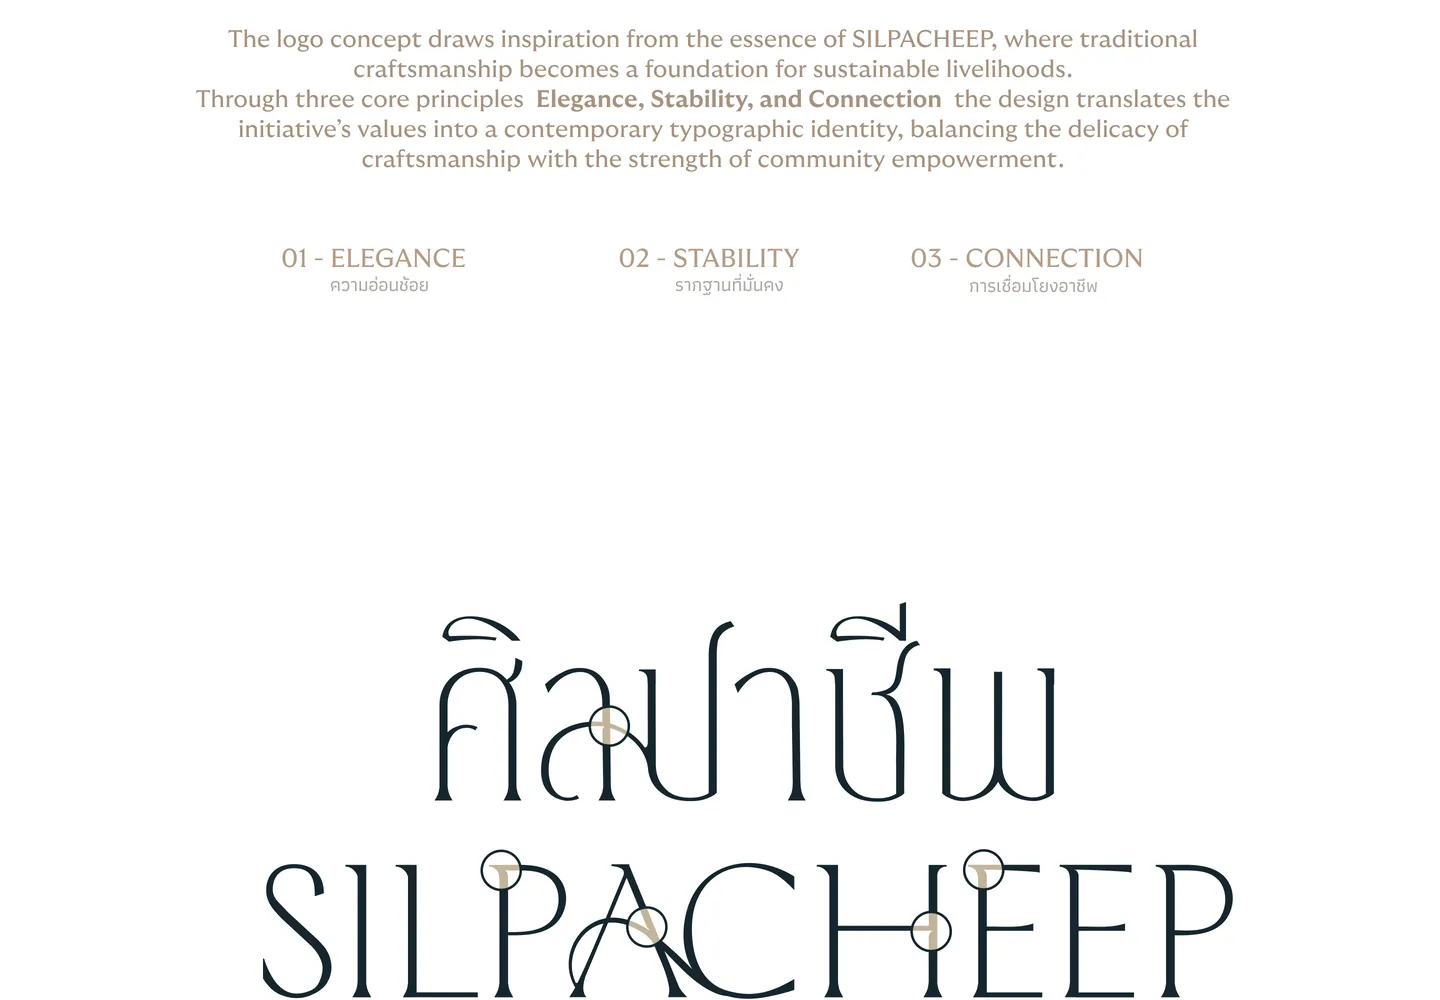 The logo concept draws inspiration from the essence of SILPACHEEP, where traditional
craftsmanship becomes a foundation for sustainable livelihoods.
Through three core principles Elegance, Stability, and Connection the design translates the
initiative’s values into a contemporary typographic identity, balancing the delicacy of
craftsmanship with the strength of community empowerment.
01 - ELEGANCE
ความอ่อนช้อย
02 - STABILITY
รากฐานที่มั่นคง
03 - CONNECTION
การเชื่อมโยงอาชีพ
ศิลปาชีพ
SILPACHEEP